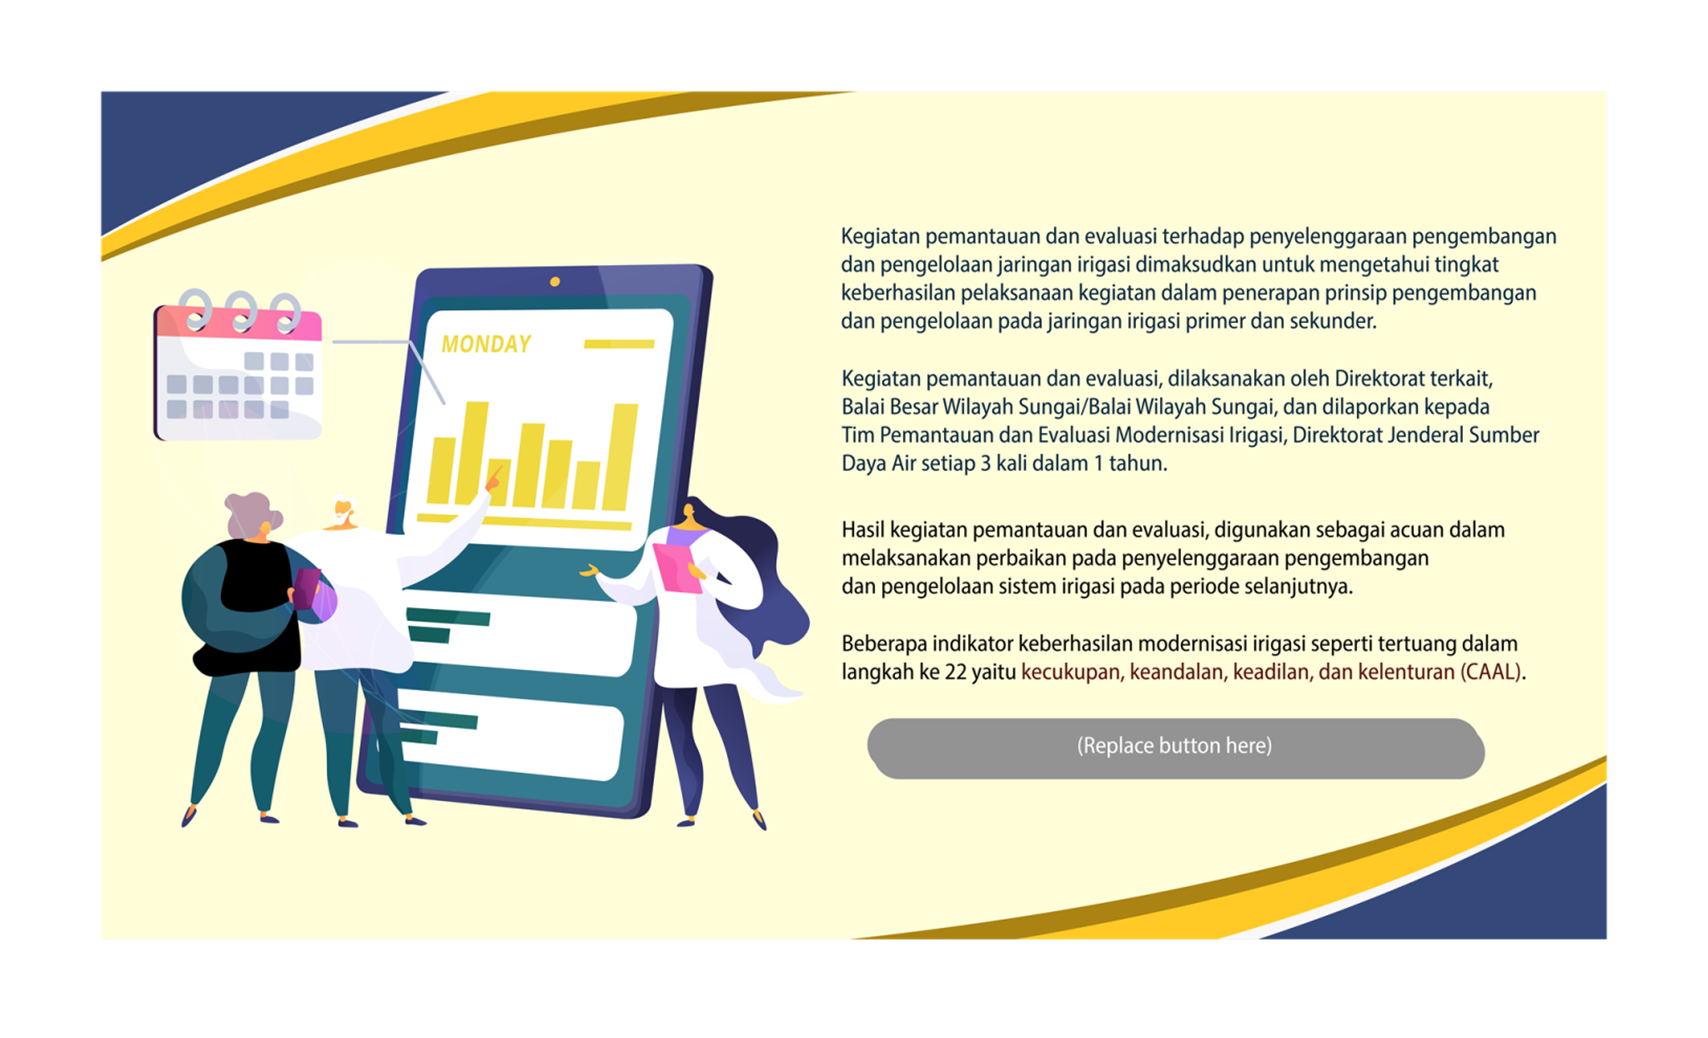 MONDAY
Kegiatan pemantauan dan evaluasi terhadap penyelenggaraan pengembangan
dan pengelolaan jaringan irigasi dimaksudkan untuk mengetahui tingkat
keberhasilan pelaksanaan kegiatan dalam penerapan prinsip pengembangan
dan pengelolaan pada jaringan irigasi primer dan sekunder.
Kegiatan pemantauan dan evaluasi, dilaksanakan oleh Direktorat terkait,
Balai Besar Wilayah Sungai/Balai Wilayah Sungai, dan dilaporkan kepada
Tim Pemantauan dan Evaluasi Modernisasi Irigasi, Direktorat Jenderal Sumber
Daya Air setiap 3 kali dalam 1 tahun.
Hasil kegiatan pemantauan dan evaluasi, digunakan sebagai acuan dalam
melaksanakan perbaikan pada penyelenggaraan pengembangan
dan pengelolaan sistem irigasi pada periode selanjutnya.
Beberapa indikator keberhasilan modernisasi irigasi seperti tertuang dalam
langkah ke 22 yaitu kecukupan, keandalan, keadilan, dan kelenturan (CAAL).
(Replace button here)